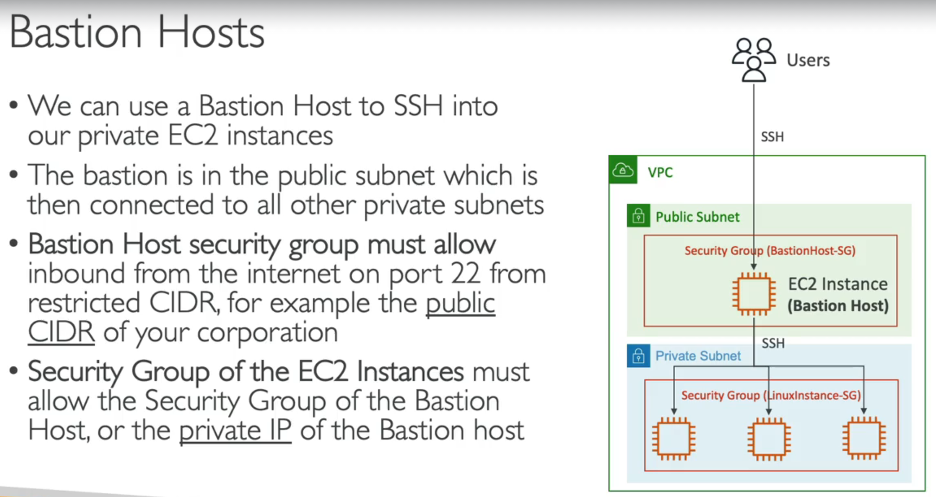 Bastion Hosts
• We can use a Bastion Host to SSH into
our private EC2 instances
• The bastion is in the public subnet which is
then connected to all other private subnets
• Bastion Host security group must allow
inbound from the internet on port 22 from
restricted CIDR, for example the public
CIDR of your corporation
• Security Group of the EC2 Instances must
allow the Security Group of the Bastion
Host, or the private IP of the Bastion host
Users
SSH
VPC
Public Subnet
Security Group (BastionHost-SG)
EC2 Instance
(Bastion Host)
SSH
Private Subnet
Security Group (LinuxInstance-SG)